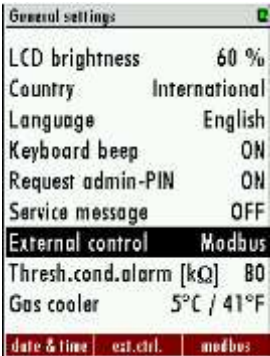 General settings
LCD brightness 60 %
Country International
Language English
Keyboard beep ON
Request admin-PIN ON
Service message OFF
External control Modbus
Thresh.cond.alarm [kΩ] 80
Gas cooler 5°C / 41°F
date & time ext.ctrl. modbus